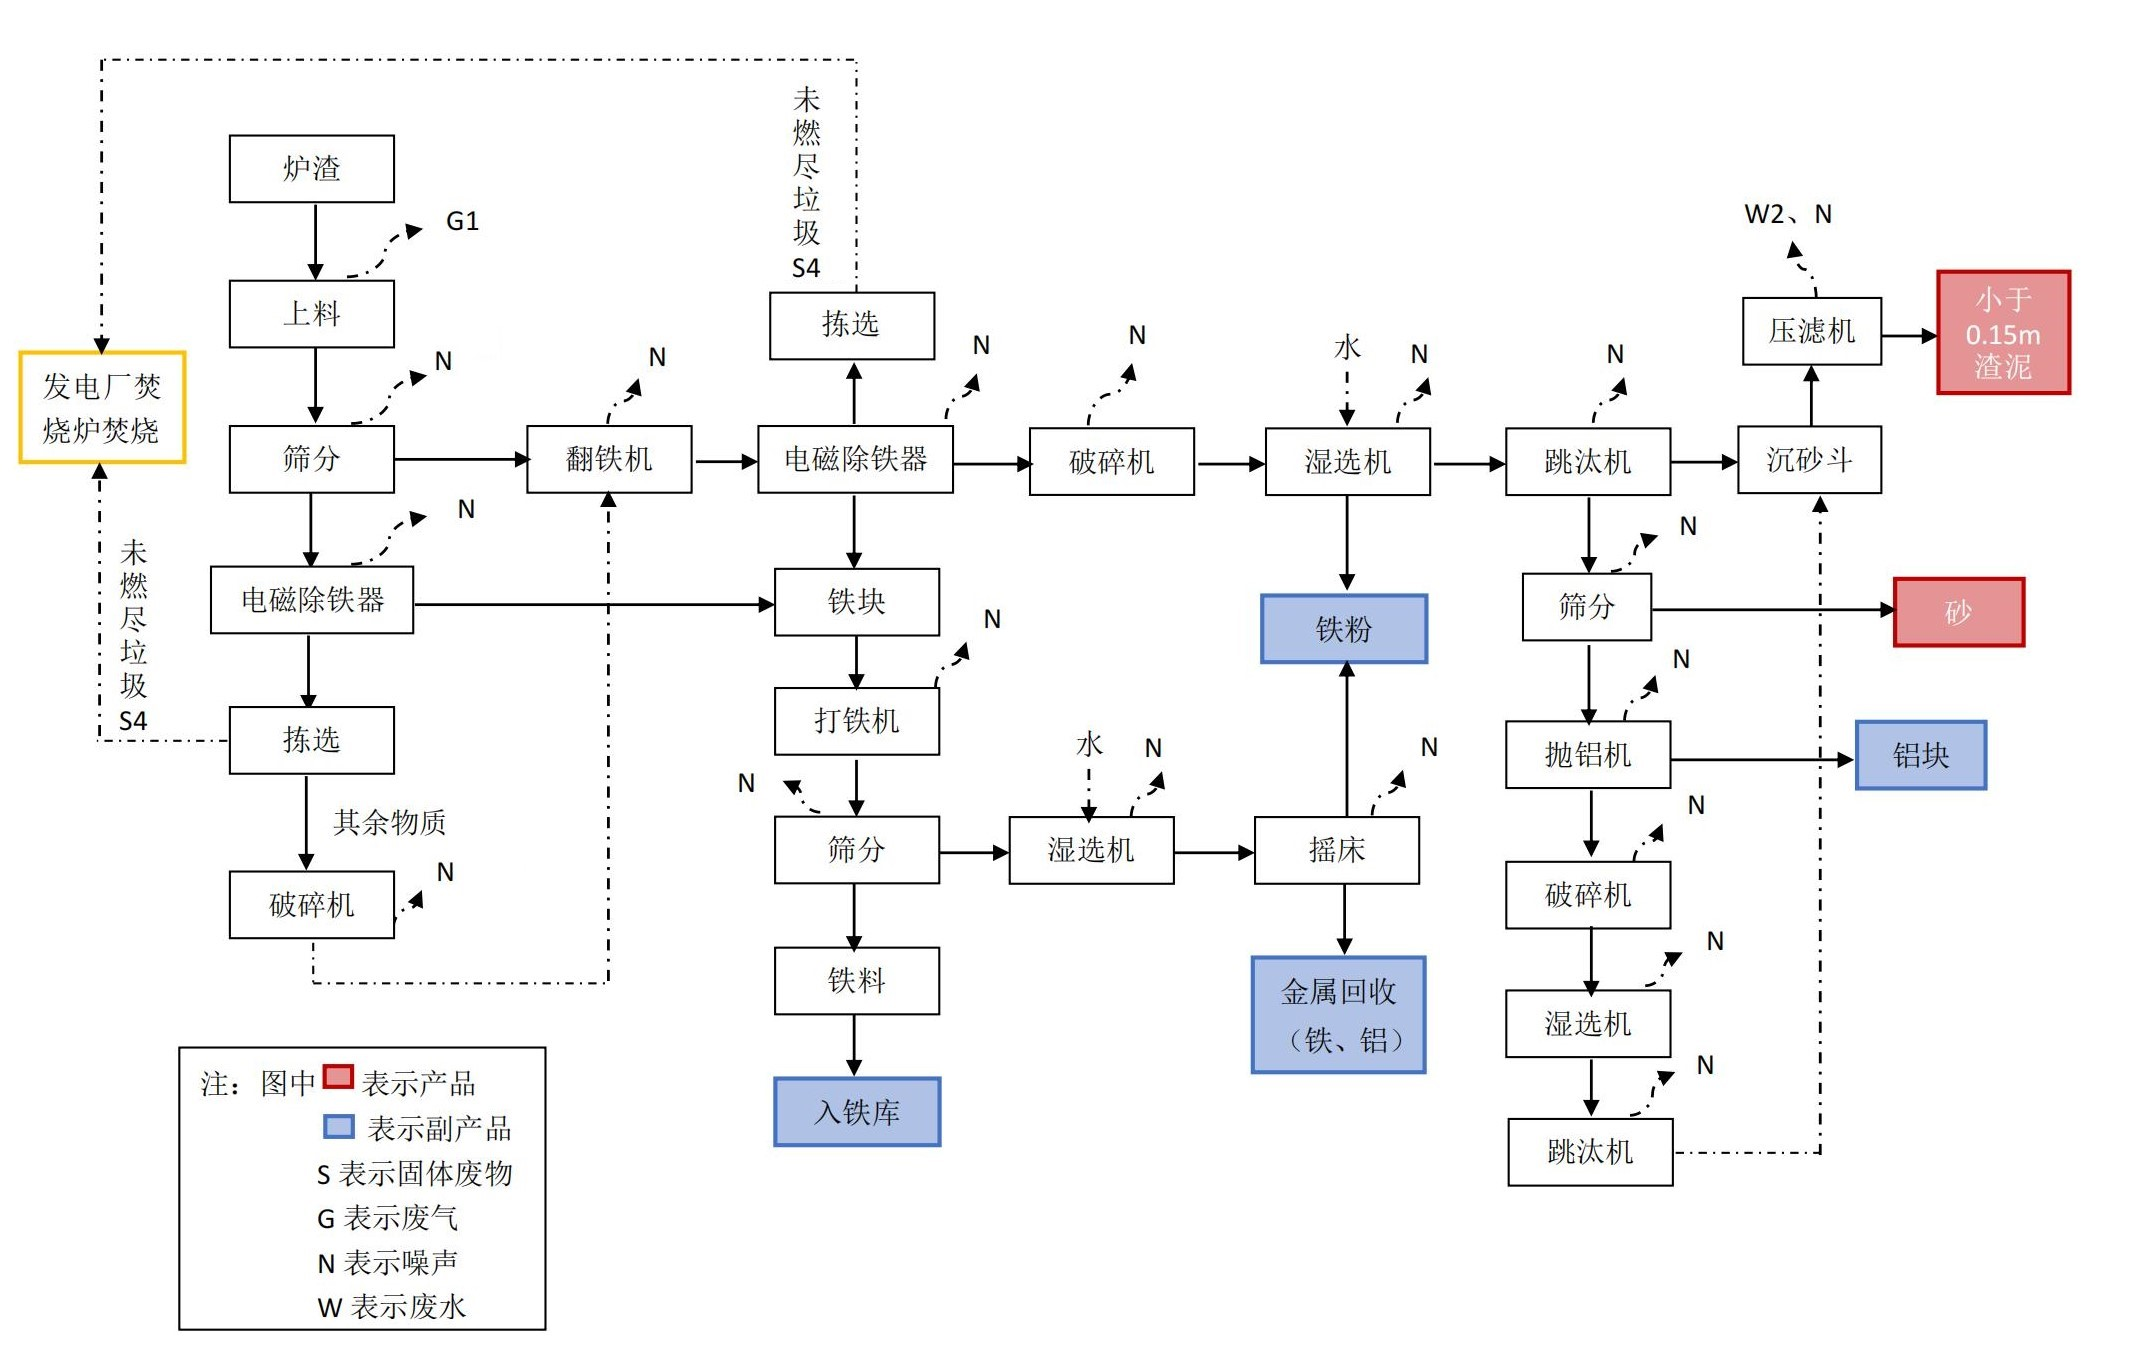 未燃尽垃圾
S4
炉渣
G1
上料
N
发电厂焚
烧炉焚烧
筛分
翻铁机
N
拣选
电磁除铁器
N
破碎机
N
水
湿选机
N
跳汰机
N
沉砂斗
压滤机
W2、N
小于
0.15m
渣泥
N
电磁除铁器
未燃尽垃圾
S4
拣选
其余物质
破碎机
N
铁块
打铁机
N
N
筛分
水
湿选机
N
摇床
N
铁粉
铁料
入铁库
金属回收
（铁、铝）
筛分
N
砂
抛铝机
N
铝块
破碎机
N
湿选机
N
跳汰机
N
注：图中 表示产品
表示副产品
S 表示固体废物
G 表示废气
N 表示噪声
W 表示废水